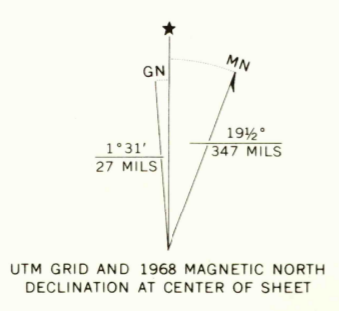 ★
GN
MN
1°31'
27 MILS
19½°
347 MILS
UTM GRID AND 1968 MAGNETIC NORTH
DECLINATION AT CENTER OF SHEET